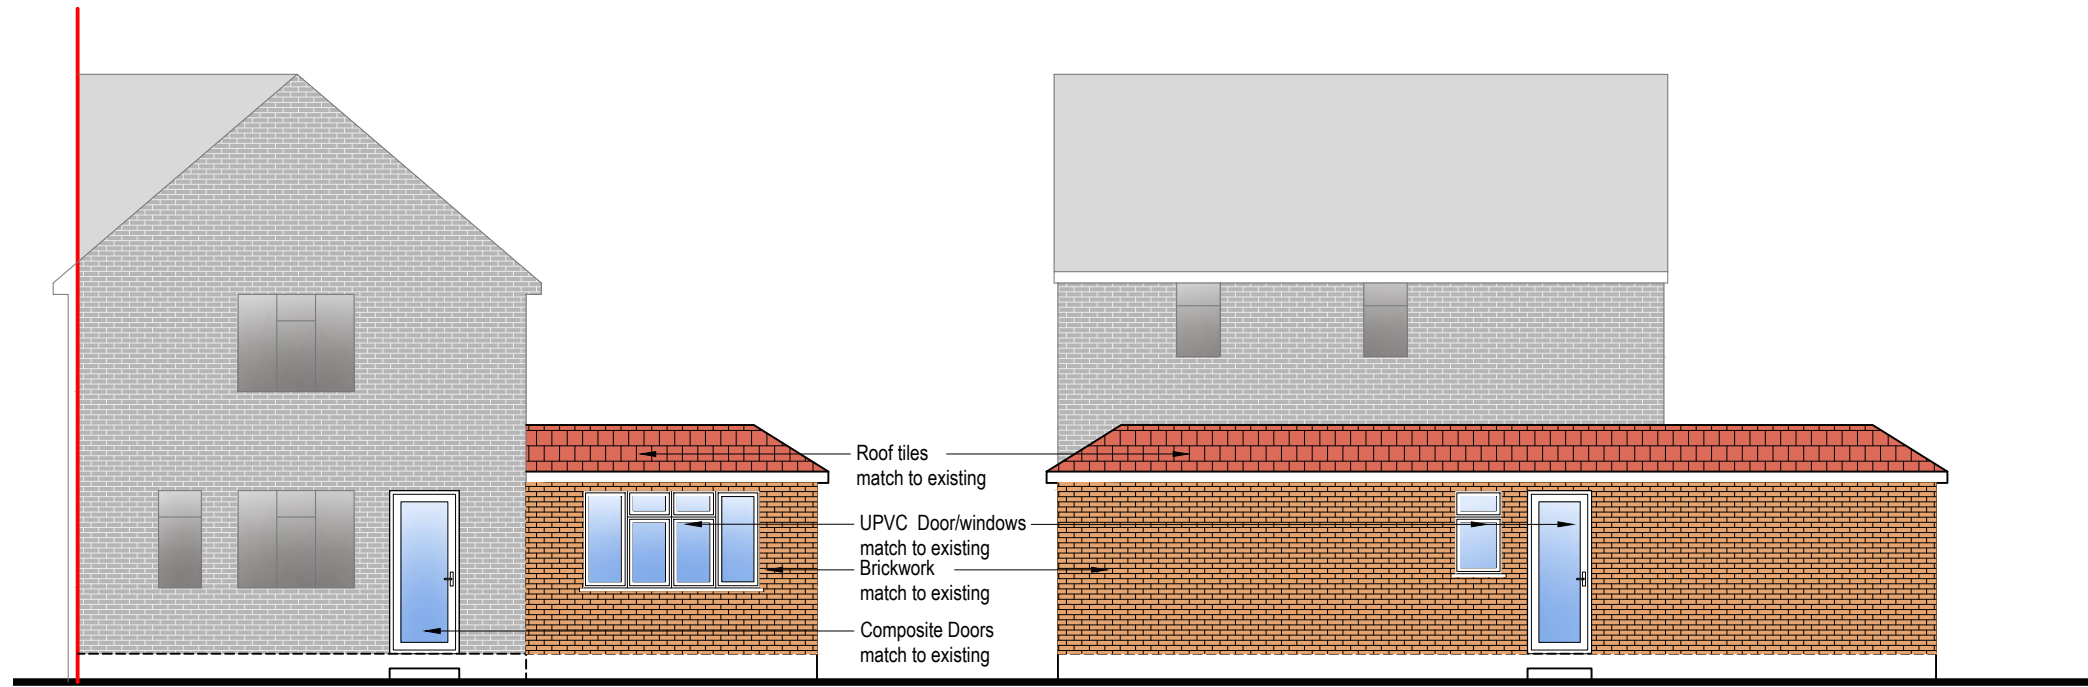 Roof tiles
match to existing
UPVC Door/windows
match to existing
Brickwork
match to existing
Composite Doors
match to existing